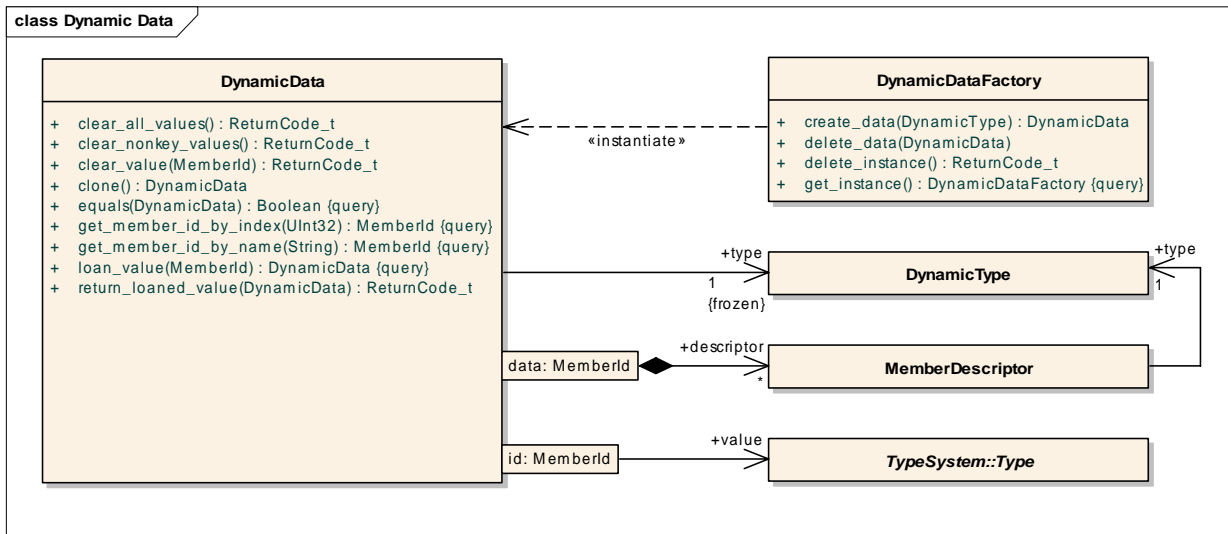 class Dynamic Data
DynamicData
+ clear_all_values() : ReturnCode_t
+ clear_nonkey_values() : ReturnCode_t
+ clear_value(MemberId) : ReturnCode_t
+ clone() : DynamicData
+ equals(DynamicData) : Boolean {query}
+ get_member_id_by_index(UInt32) : MemberId {query}
+ get_member_id_by_name(String) : MemberId {query}
+ loan_value(MemberId) : DynamicData {query}
+ return_loaned_value(DynamicData) : ReturnCode_t
«instantiate»
DynamicDataFactory
+ create_data(DynamicType) : DynamicData
+ delete_data(DynamicData)
+ delete_instance() : ReturnCode_t
+ get_instance() : DynamicDataFactory {query}
+type
1
{frozen}
DynamicType
+type
1
data: MemberId
+descriptor
*
MemberDescriptor
id: MemberId
+value
TypeSystem::Type